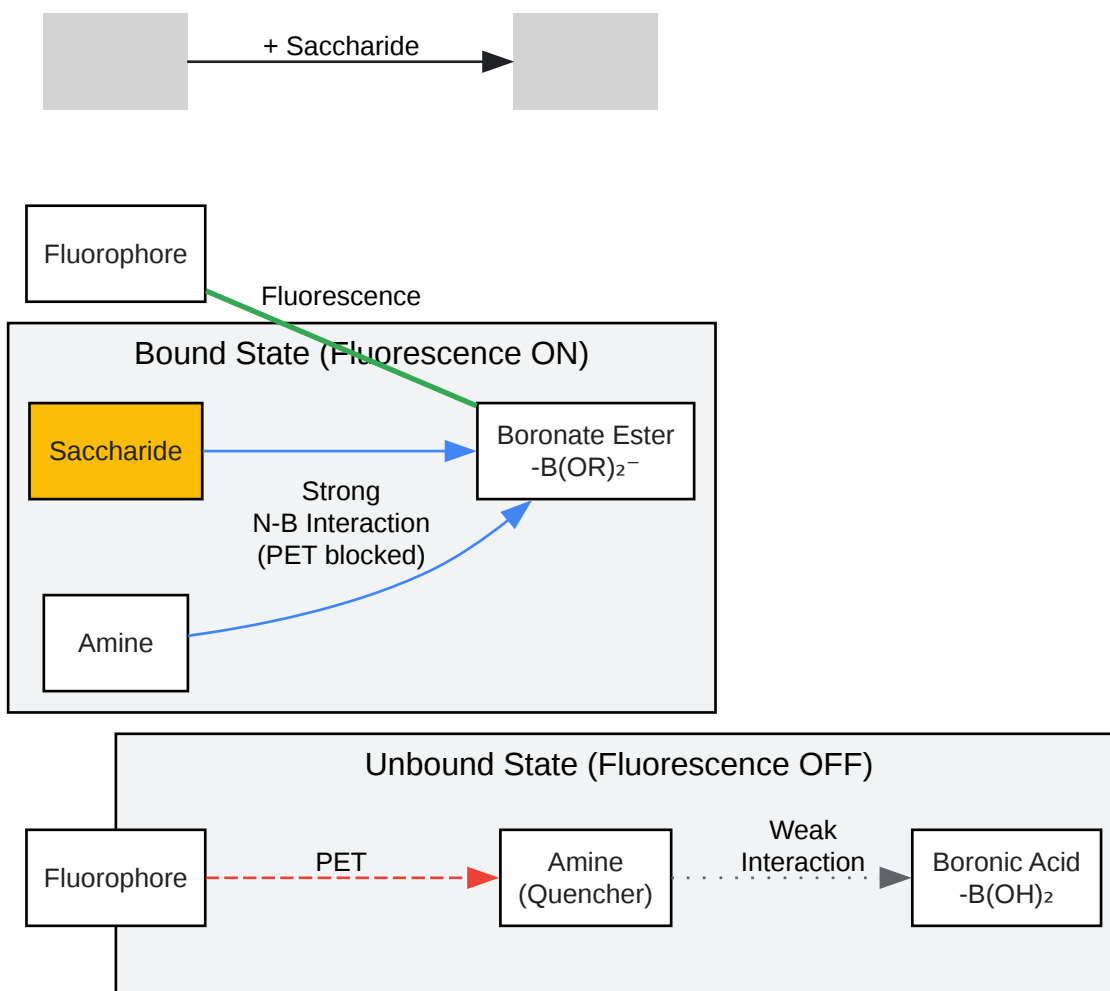 + Saccharide
Fluorophore
Fluorescence
Bound State (Fluorescence ON)
Saccharide
Boronate Ester
-B(OR)₂⁻
Strong
N-B Interaction
(PET blocked)
Amine
Unbound State (Fluorescence OFF)
Fluorophore
PET
Amine
(Quencher)
Weak
Interaction
Boronic Acid
-B(OH)₂